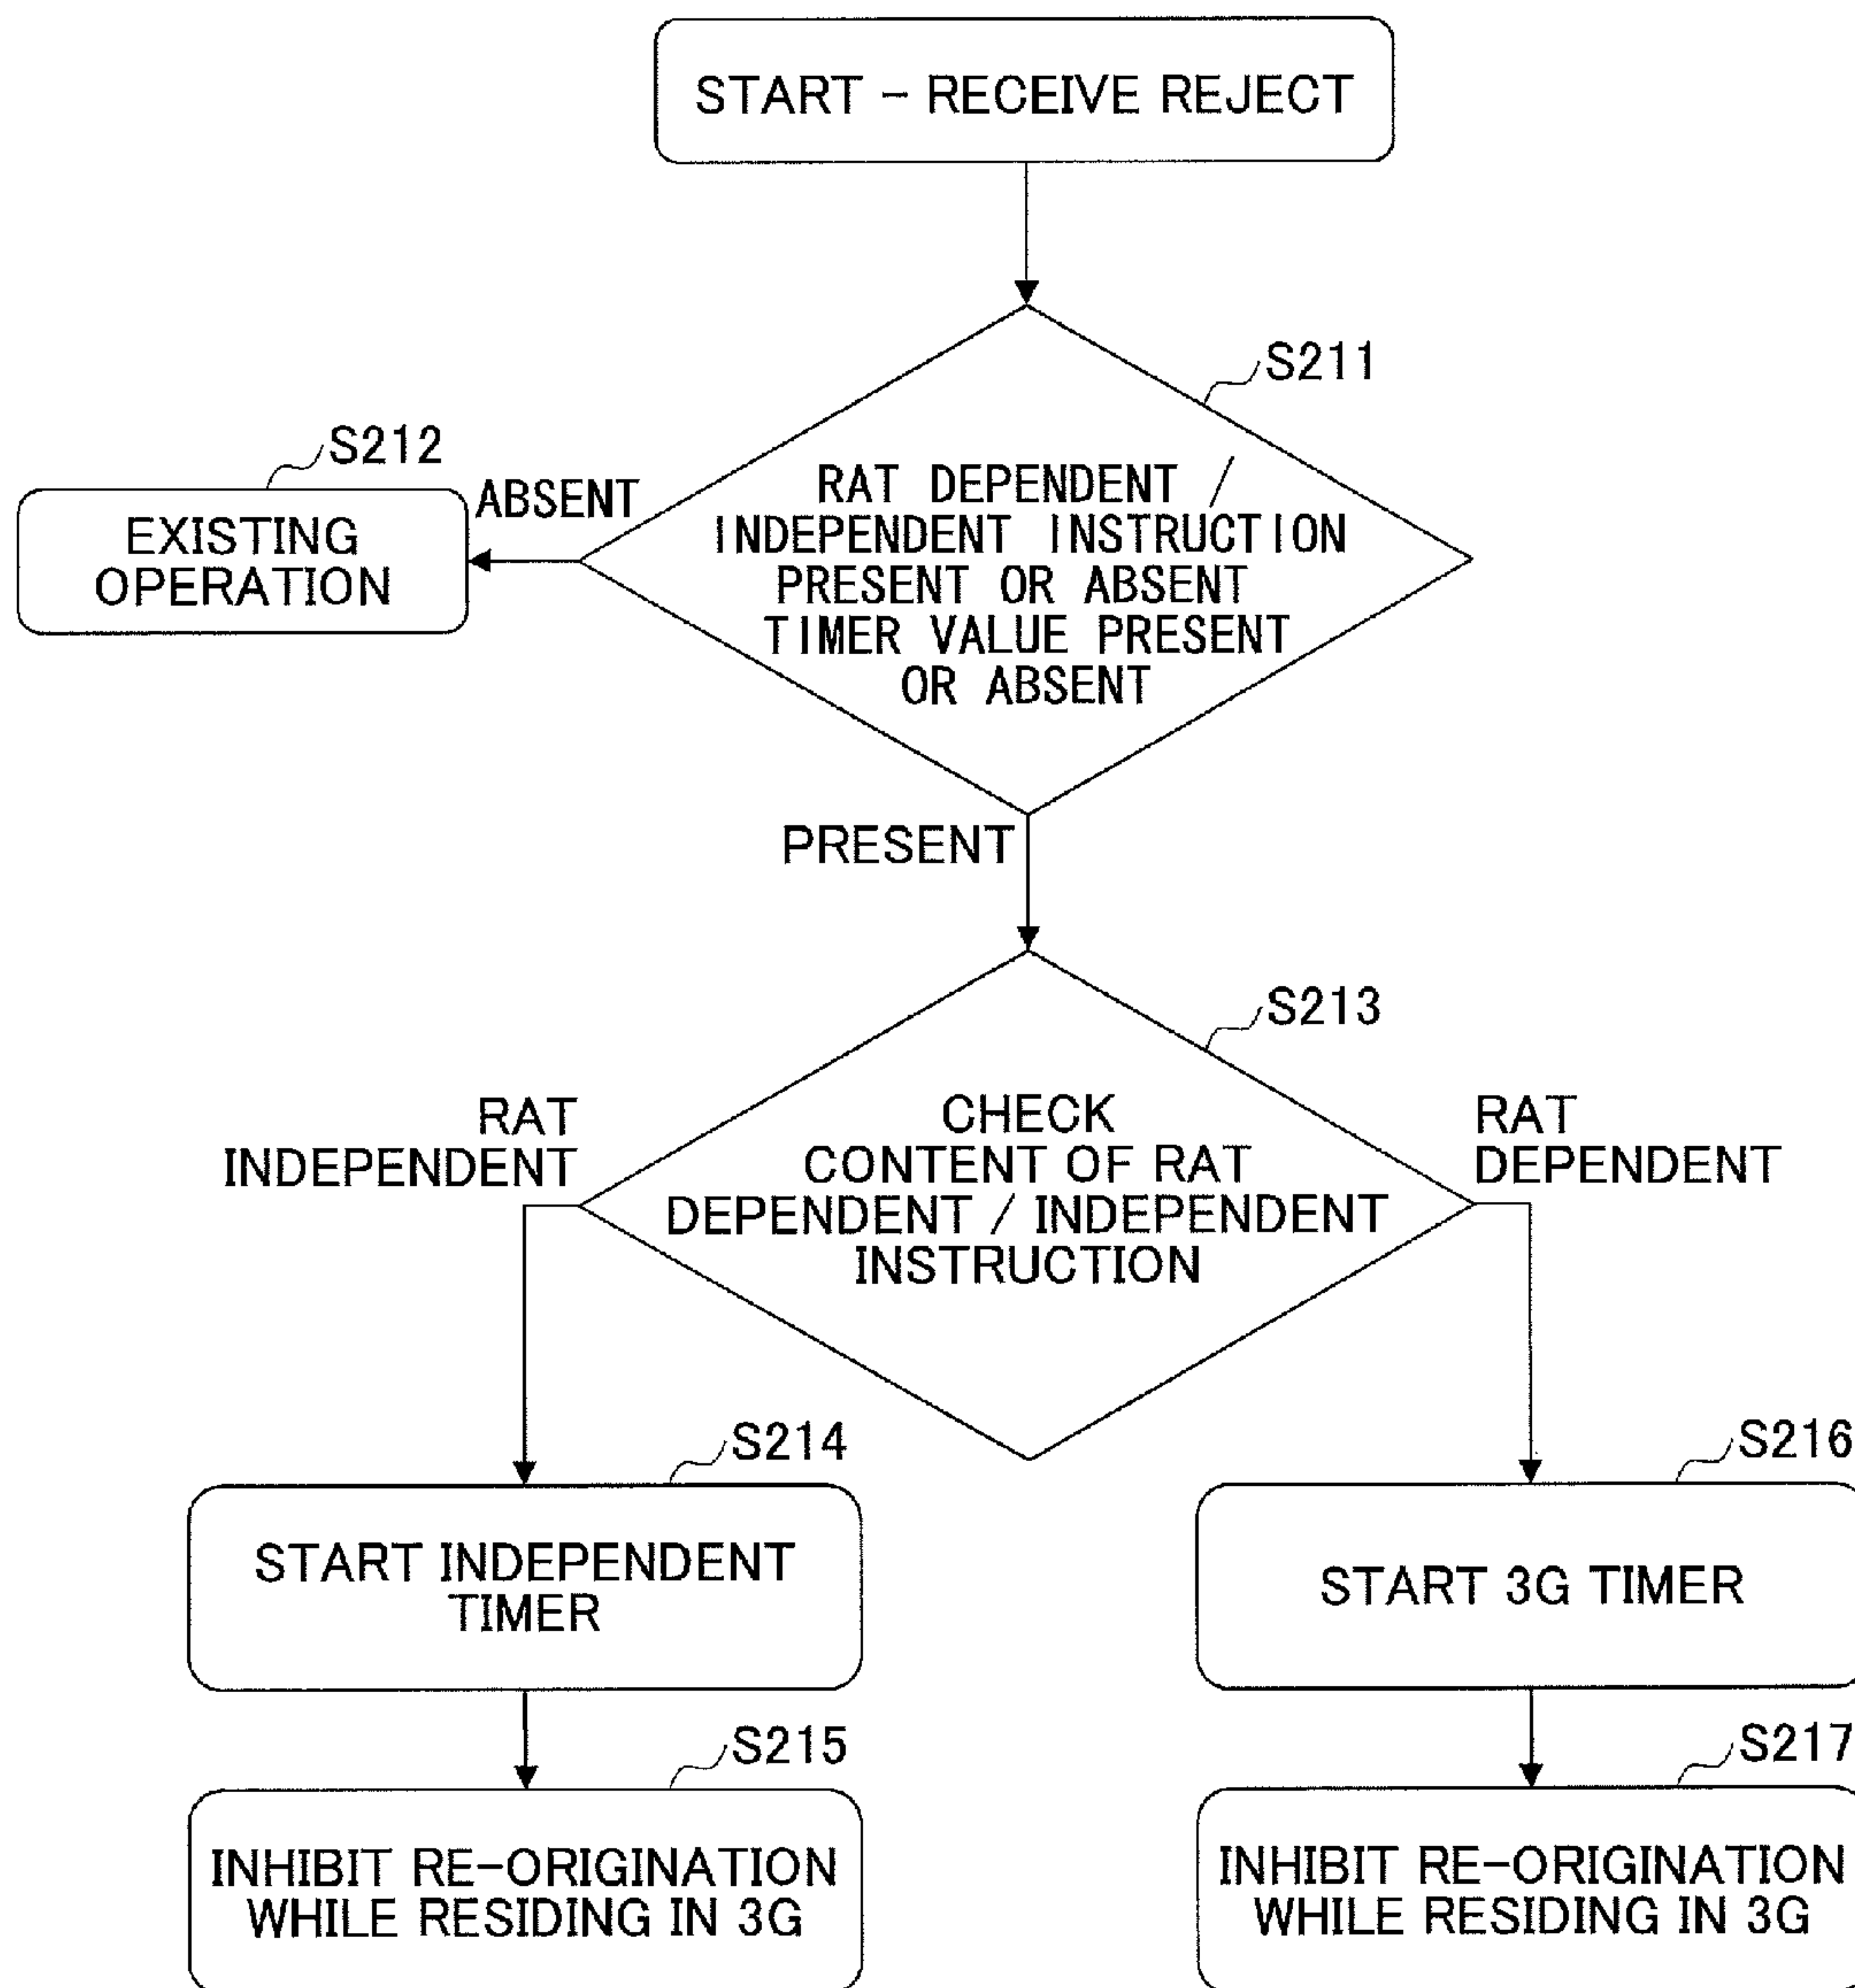 START – RECEIVE REJECT
S211
S212
ABSENT
EXISTING
OPERATION
RAT DEPENDENT /
INDEPENDENT INSTRUCTION
PRESENT OR ABSENT
TIMER VALUE PRESENT
OR ABSENT
PRESENT
S213
RAT
INDEPENDENT
CHECK
CONTENT OF RAT
DEPENDENT / INDEPENDENT
INSTRUCTION
RAT
DEPENDENT
S214
START INDEPENDENT
TIMER
S216
START 3G TIMER
S215
INHIBIT RE-ORIGINATION
WHILE RESIDING IN 3G
S217
INHIBIT RE-ORIGINATION
WHILE RESIDING IN 3G